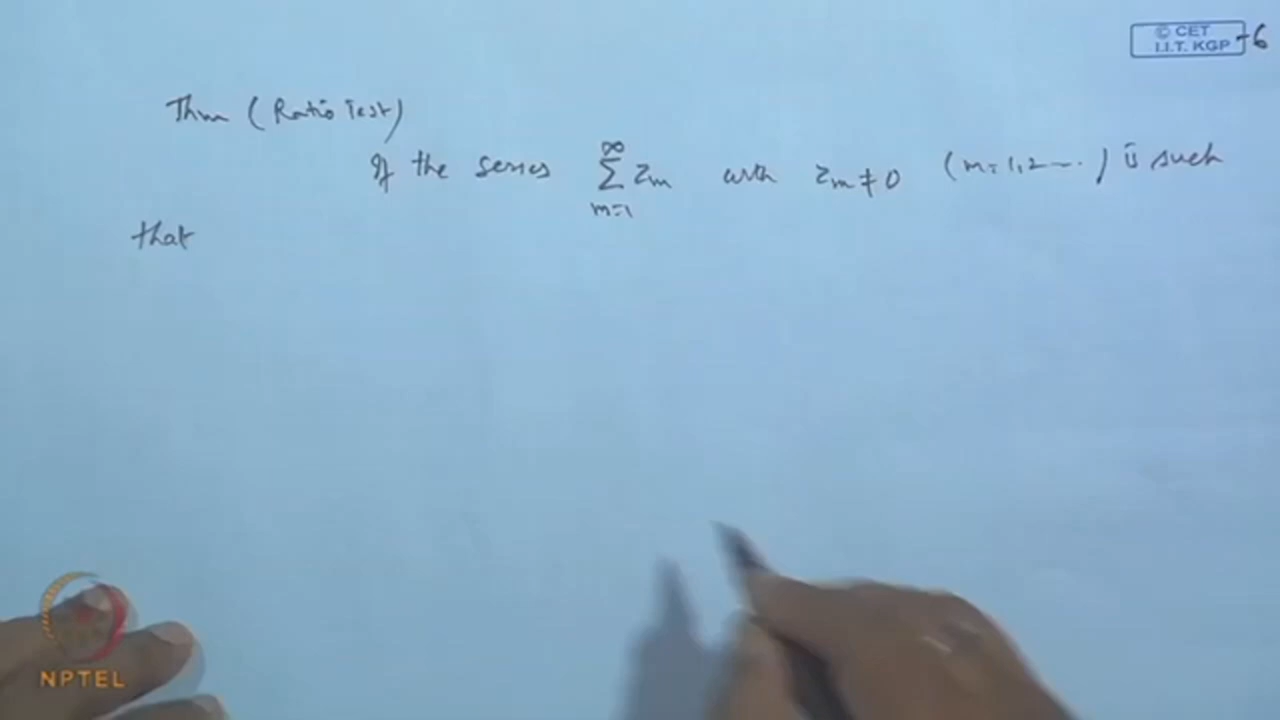 © CET
I.I.T. KGP -6
Thm (Ratio Test)
If the series ∑_{m=1}^{∞} z_m with z_m ≠ 0 (m=1,2--.) is such
that
NPTEL